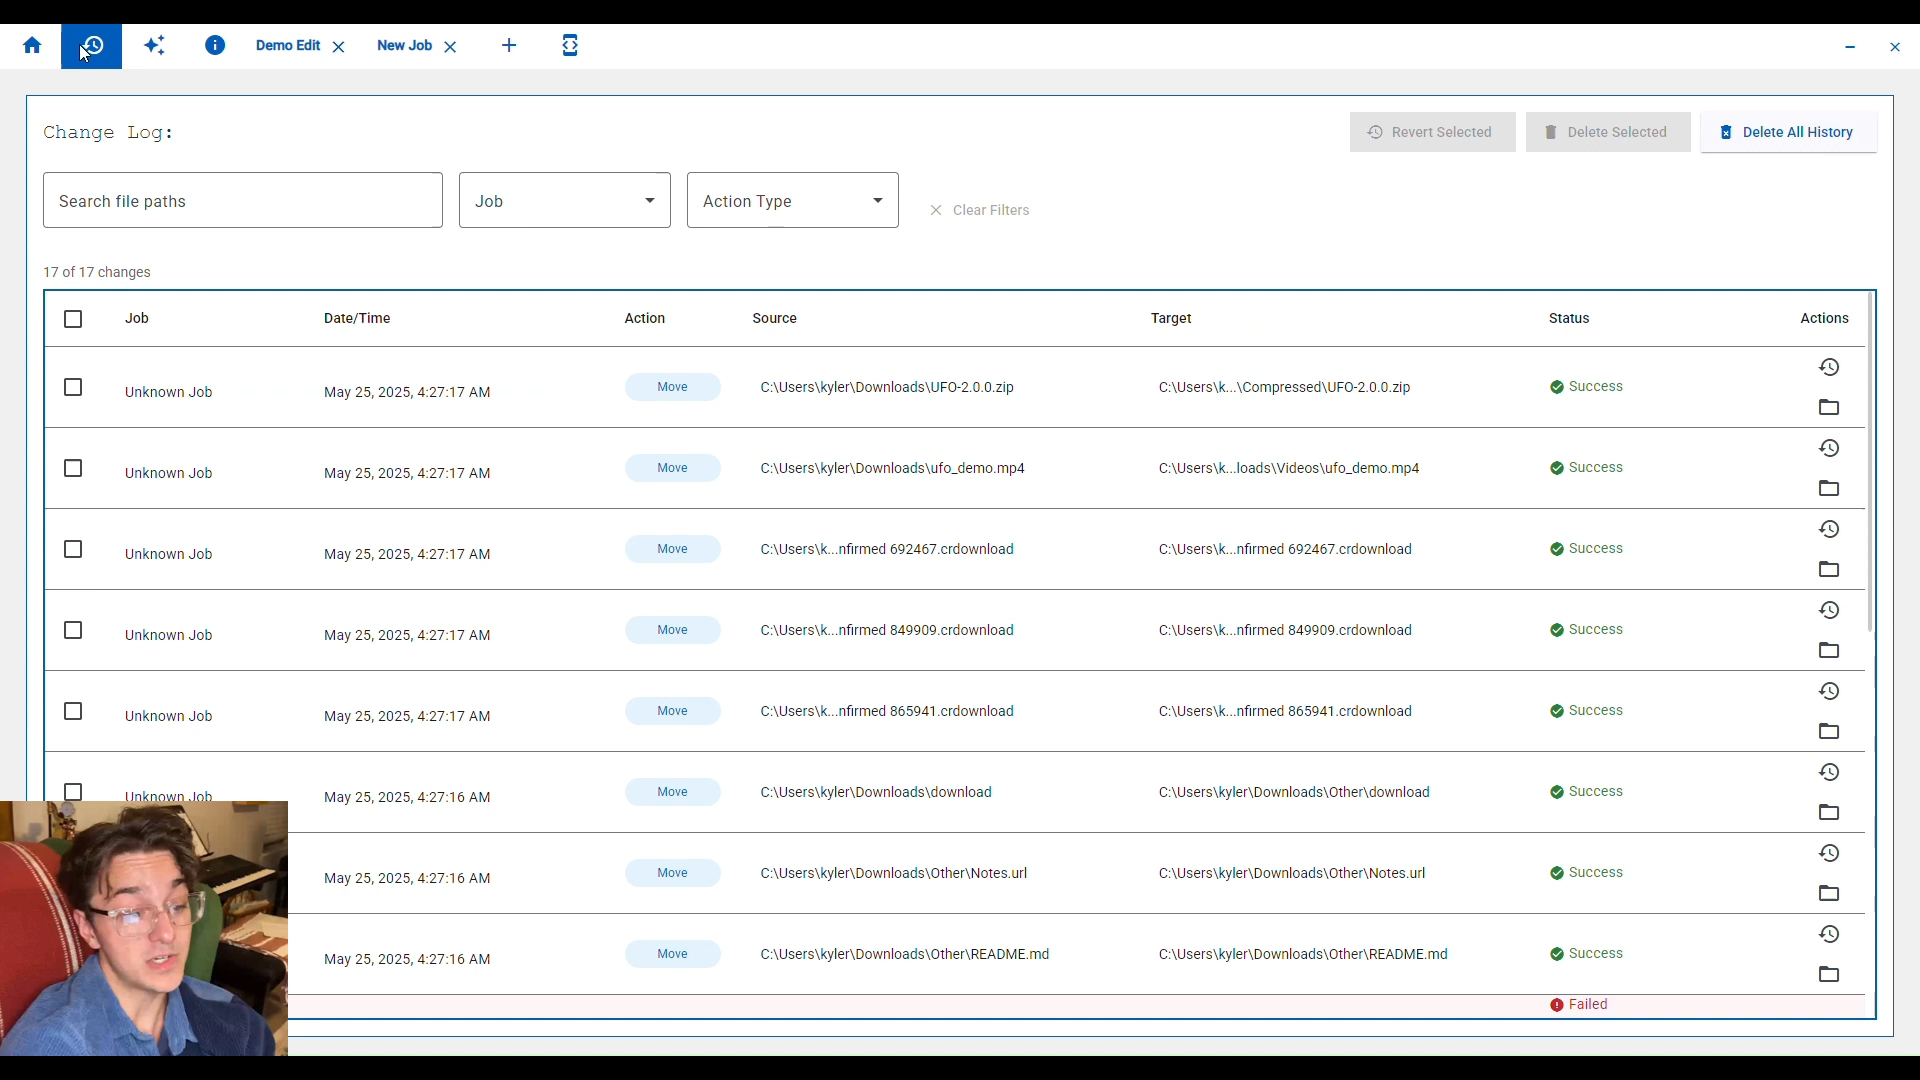 Demo Edit
New Job
Change Log:
Revert Selected
Delete Selected
Delete All History
Search file paths
Job
Action Type
Clear Filters
17 of 17 changes
Job Date/Time Action Source Target Status Actions
Unknown Job May 25, 2025, 4:27:17 AM Move C:\Users\kyler\Downloads\UFO-2.0.0.zip C:\Users\k...\Compressed\UFO-2.0.0.zip Success
Unknown Job May 25, 2025, 4:27:17 AM Move C:\Users\kyler\Downloads\ufo_demo.mp4 C:\Users\k...loads\Videos\ufo_demo.mp4 Success
Unknown Job May 25, 2025, 4:27:17 AM Move C:\Users\k...nfirmed 692467.crdownload C:\Users\k...nfirmed 692467.crdownload Success
Unknown Job May 25, 2025, 4:27:17 AM Move C:\Users\k...nfirmed 849909.crdownload C:\Users\k...nfirmed 849909.crdownload Success
Unknown Job May 25, 2025, 4:27:17 AM Move C:\Users\k...nfirmed 865941.crdownload C:\Users\k...nfirmed 865941.crdownload Success
Unknown Job May 25, 2025, 4:27:16 AM Move C:\Users\kyler\Downloads\download C:\Users\kyler\Downloads\Other\download Success
May 25, 2025, 4:27:16 AM Move C:\Users\kyler\Downloads\Other\Notes.url C:\Users\kyler\Downloads\Other\Notes.url Success
May 25, 2025, 4:27:16 AM Move C:\Users\kyler\Downloads\Other\README.md C:\Users\kyler\Downloads\Other\README.md Success
Failed